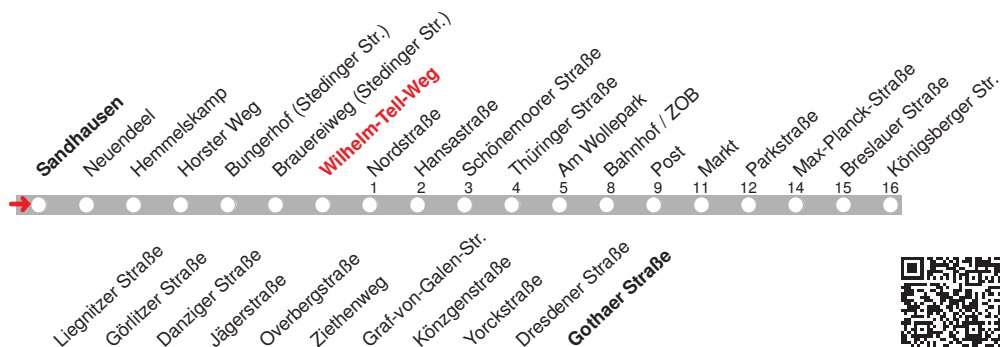 Sandhausen
Neuendeel
Hemmelskamp
Horster Weg
Bungerhof (Stedinger Str.)
Brauereiweg (Stedinger Str.)
Wilhelm-Tell-Weg
Nordstraße
Hansastraße
Schönemoorer Straße
Thüringer Straße
Am Wollepark
Bahnhof / ZOB
Post
Markt
Parkstraße
Max-Planck-Straße
Breslauer Straße
Königsberger Str.
1 2 3 4 5 8 9 11 12 14 15 16
Liegnitzer Straße
Görlitzer Straße
Danziger Straße
Jägerstraße
Overbergstraße
Ziethenweg
Graf-von-Galen-Str.
Könzgenstraße
Yorckstraße
Dresdener Straße
Gothaer Straße